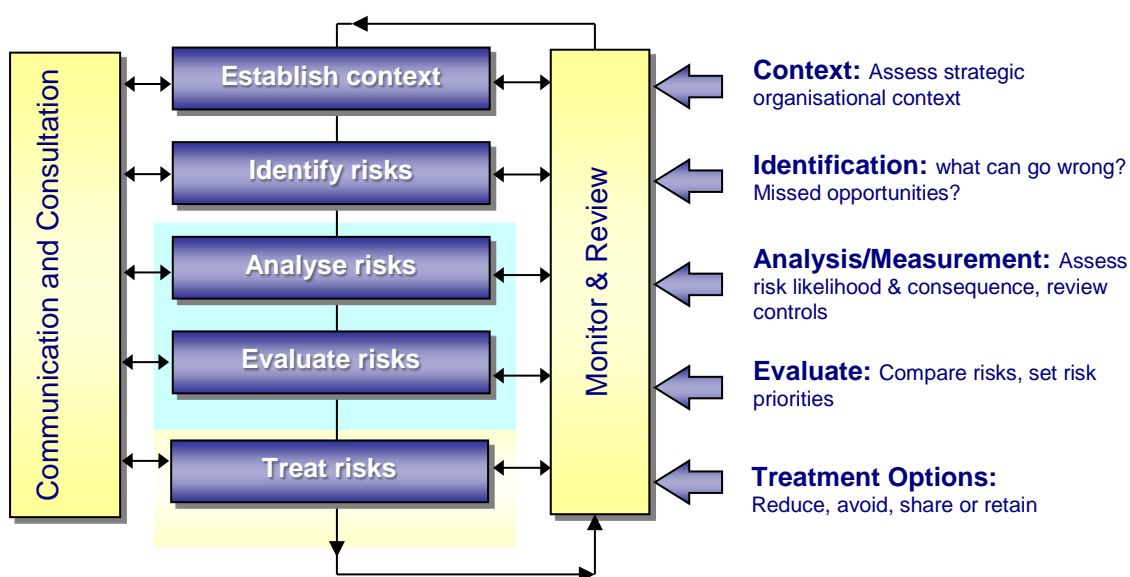 Communication and Consultation
Establish context
Identify risks
Analyse risks
Evaluate risks
Treat risks
Monitor & Review
Context: Assess strategic
organisational context
Identification: what can go wrong?
Missed opportunities?
Analysis/Measurement: Assess
risk likelihood & consequence, review
controls
Evaluate: Compare risks, set risk
priorities
Treatment Options:
Reduce, avoid, share or retain